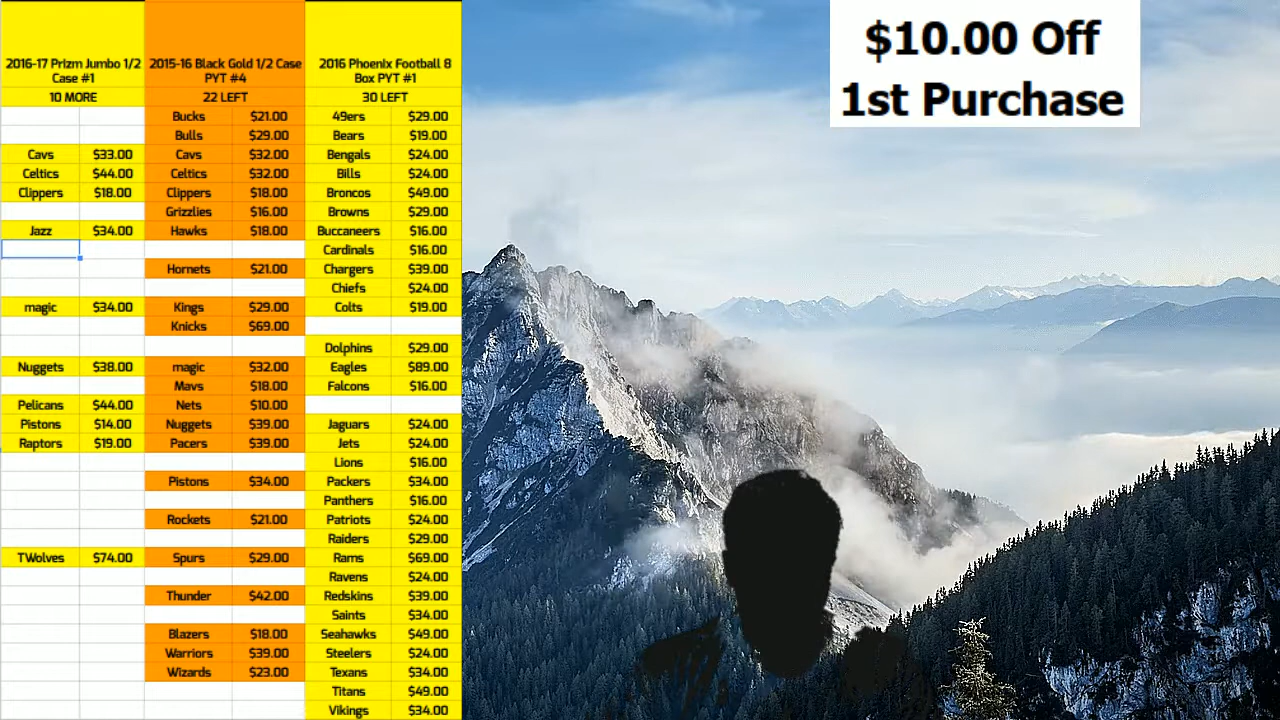 2016-17 Prizm Jumbo 1/2
Case #1
10 MORE
Cavs $33.00
Celtics $44.00
Clippers $18.00
Jazz $34.00
magic $34.00
Nuggets $38.00
Pelicans $44.00
Pistons $14.00
Raptors $19.00
TWolves $74.00
2015-16 Black Gold 1/2 Case
PYT #4
22 LEFT
Bucks $21.00
Bulls $29.00
Cavs $32.00
Celtics $32.00
Clippers $18.00
Grizzlies $16.00
Hawks $18.00
Hornets $21.00
Kings $29.00
Knicks $69.00
magic $32.00
Mavs $18.00
Nets $10.00
Nuggets $39.00
Pacers $39.00
Pistons $34.00
Rockets $21.00
Spurs $29.00
Thunder $42.00
Blazers $18.00
Warriors $39.00
Wizards $23.00
2016 Phoenix Football 8
Box PYT #1
30 LEFT
49ers $29.00
Bears $19.00
Bengals $24.00
Bills $24.00
Broncos $49.00
Browns $29.00
Buccaneers $16.00
Cardinals $16.00
Chargers $39.00
Chiefs $24.00
Colts $19.00
Dolphins $29.00
Eagles $89.00
Falcons $16.00
Jaguars $24.00
Jets $24.00
Lions $16.00
Packers $34.00
Panthers $16.00
Patriots $24.00
Raiders $29.00
Rams $69.00
Ravens $24.00
Redskins $39.00
Saints $34.00
Seahawks $49.00
Steelers $24.00
Texans $34.00
Titans $49.00
Vikings $34.00
$10.00 Off
1st Purchase